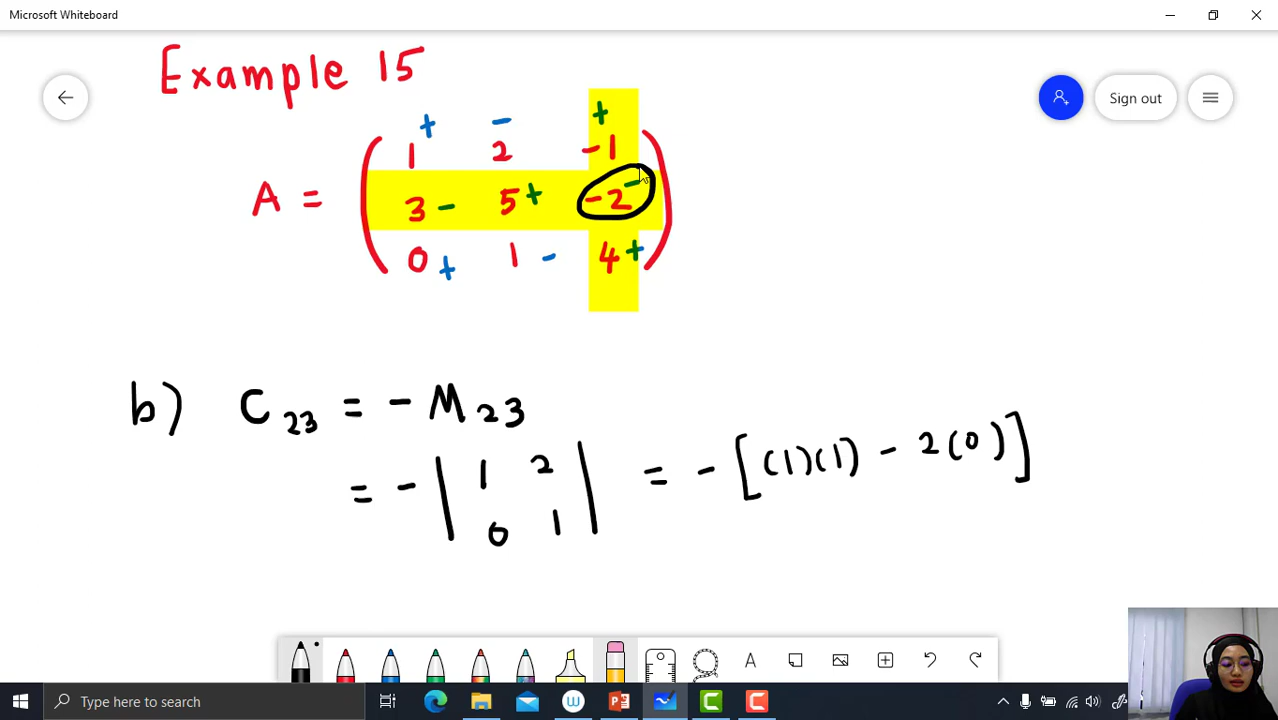 Microsoft Whiteboard
Example 15
Sign out
+ - +
1 2 -1
A = 3 - 5 + -2 -
0 + 1 - 4 +
b) C23 = - M23
= - | 1 2 | = - [(1)(1) - 2(0)]
0 1
A
Type here to search